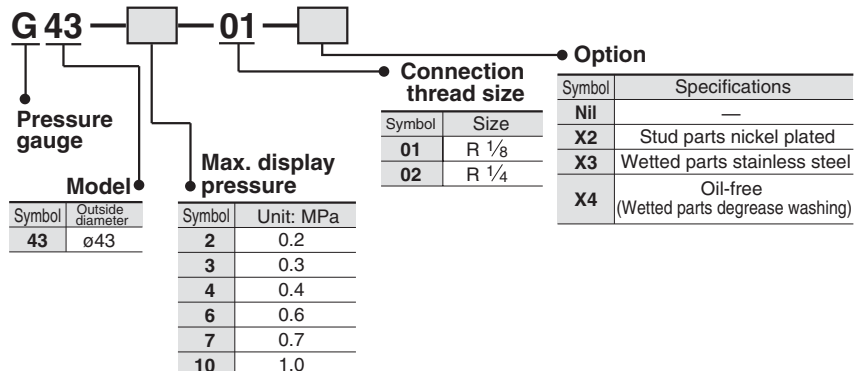 G 43 — — 01 —
Pressure
gauge
Model
Symbol Outside diameter
43 ø43
Max. display
pressure
Symbol Unit: MPa
2 0.2
3 0.3
4 0.4
6 0.6
7 0.7
10 1.0
Connection
thread size
Symbol Size
01 R 1/8
02 R 1/4
Option
Symbol Specifications
Nil —
X2 Stud parts nickel plated
X3 Wetted parts stainless steel
X4 Oil-free
(Wetted parts degrease washing)